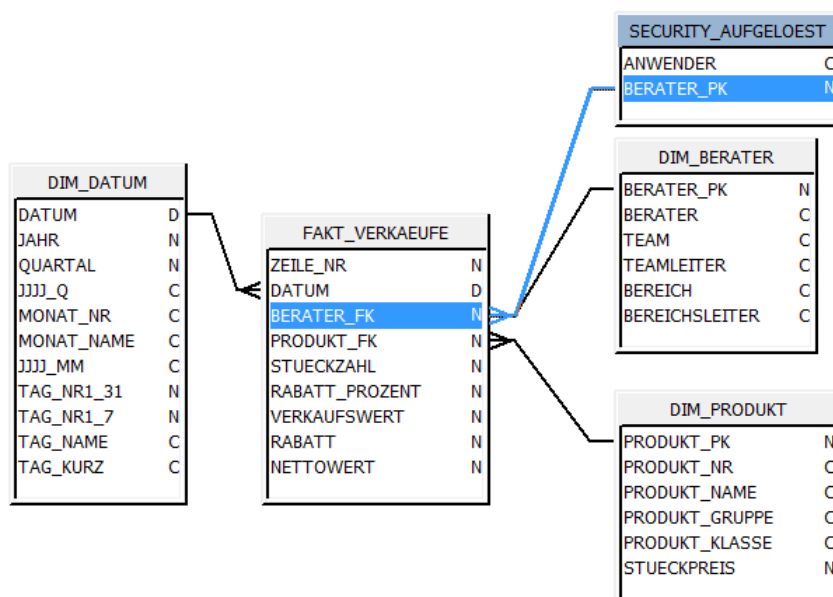 SECURITY_AUFGELOEST
ANWENDER C
BERATER_PK N
DIM_BERATER
BERATER_PK N
BERATER C
TEAM C
TEAMLEITER C
BEREICH C
BEREICHSLEITER C
DIM_DATUM
DATUM D
JAHR N
QUARTAL N
JJJJ_Q C
MONAT_NR C
MONAT_NAME C
JJJJ_MM C
TAG_NR1_31 N
TAG_NR1_7 N
TAG_NAME C
TAG_KURZ C
FAKT_VERKAEUFE
ZEILE_NR N
DATUM D
BERATER_FK N
PRODUKT_FK N
STUECKZAHL N
RABATT_PROZENT N
VERKAUFSWERT N
RABATT N
NETTOWERT N
DIM_PRODUKT
PRODUKT_PK N
PRODUKT_NR C
PRODUKT_NAME C
PRODUKT_GRUPPE C
PRODUKT_KLASSE C
STUECKPREIS N